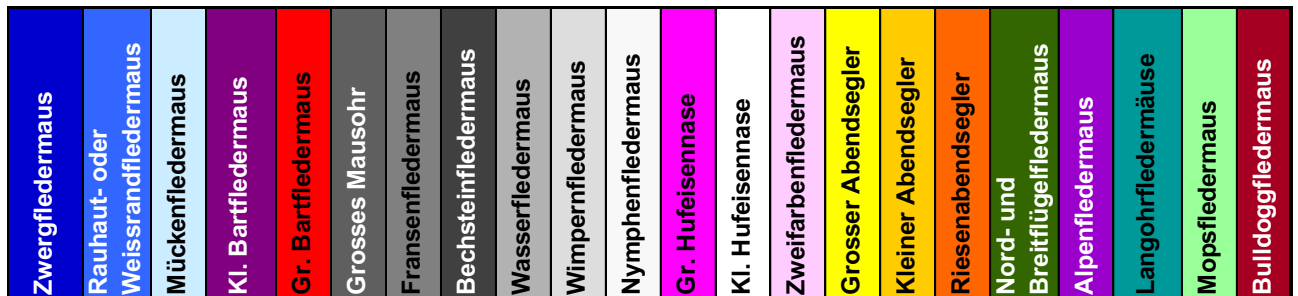 Zwergfledermaus
Rauhaut- oder
Weissrandfledermaus
Mückenfledermaus
Kl. Bartfledermaus
Gr. Bartfledermaus
Grosses Mausohr
Fransenfledermaus
Bechsteinfledermaus
Wasserfledermaus
Wimpernfledermaus
Nymphenfledermaus
Gr. Hufeisennase
Kl. Hufeisennase
Zweifarbenfledermaus
Grosser Abendsegler
Kleiner Abendsegler
Riesenabendsegler
Nord- und
Breitflügelfledermaus
Alpenfledermaus
Langohrfledermäuse
Mopsfledermaus
Bulldoggfledermaus